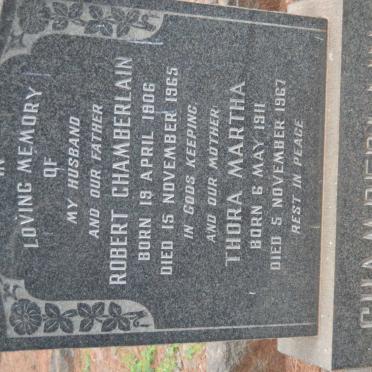 IN
LOVING MEMORY
OF
MY HUSBAND
AND OUR FATHER
ROBERT CHAMBERLAIN
BORN 19 APRIL 1906
DIED 15 NOVEMBER 1965
IN GODS KEEPING
AND OUR MOTHER
THORA MARTHA
BORN 6 MAY 1911
DIED 5 NOVEMBER 1967
REST IN PEACE